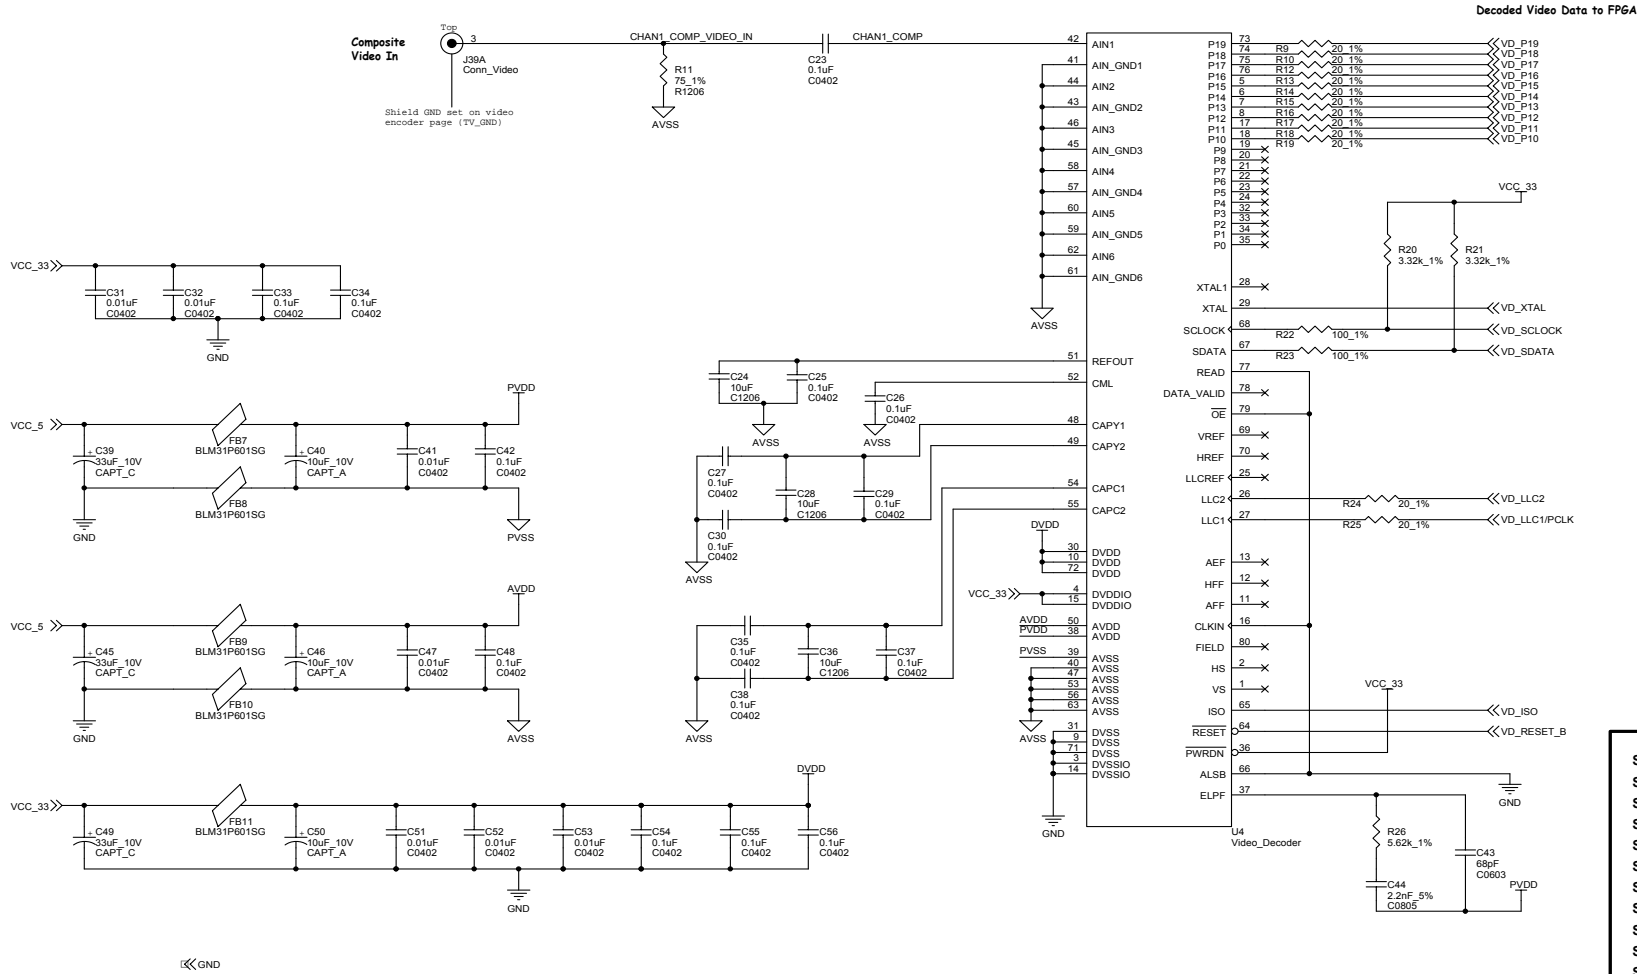 Decoded Video Data to FPGA
Composite
Video In
Top
3
J39A
Conn_Video
Shield GND set on video
encoder page (TV_GND)
CHAN1_COMP_VIDEO_IN
R11
75_1%
R1206
AVSS
C23
0.1uF
C0402
CHAN1_COMP
42 AIN1
41 AIN_GND1
44 AIN2
43 AIN_GND2
46 AIN3
45 AIN_GND3
58 AIN4
57 AIN_GND4
60 AIN5
59 AIN_GND5
62 AIN6
61 AIN_GND6
AVSS
51 REFOUT
52 CML
48 CAPY1
49 CAPY2
54 CAPC1
55 CAPC2
DVDD
30 DVDD
10 DVDD
72 DVDD
VCC_33
4 DVDDIO
15 DVDDIO
AVDD 50 AVDD
PVDD 38 AVDD
PVSS 39 AVSS
40 AVSS
47 AVSS
53 AVSS
56 AVSS
63 AVSS
AVSS
31 DVSS
9 DVSS
71 DVSS
3 DVSSIO
14 DVSSIO
GND
P19 73 R9 20_1% VD_P19
P18 74 R10 20_1% VD_P18
P17 75 R12 20_1% VD_P17
P16 76 R13 20_1% VD_P16
P15 5 R14 20_1% VD_P15
P14 6 R15 20_1% VD_P14
P13 7 R16 20_1% VD_P13
P12 8 R17 20_1% VD_P12
P11 17 R18 20_1% VD_P11
P10 18 R19 20_1% VD_P10
P9 19
P8 20
P7 21
P6 22
P5 23
P4 24
P3 32
P2 33
P1 34
P0 35
VCC_33
R20
3.32k_1%
R21
3.32k_1%
XTAL1 28
XTAL 29 VD_XTAL
SCLOCK 68 R22 100_1% VD_SCLOCK
SDATA 67 R23 100_1% VD_SDATA
READ 77
DATA_VALID 78
OE 79
VREF 69
HREF 70
LLCREF 25
LLC2 26 R24 20_1% VD_LLC2
LLC1 27 R25 20_1% VD_LLC1/PCLK
AEF 13
HFF 12
AFF 11
CLKIN 16
FIELD 80
HS 2
VS 1
VCC_33
ISO 65 VD_ISO
RESET 64 VD_RESET_B
PWRDN 36
ALSB 66
GND
ELPF 37
U4
Video_Decoder
R26
5.62k_1%
C43
68pF
C0603
C44
2.2nF_5%
C0805
PVDD
VCC_33
C31
0.01uF
C0402
C32
0.01uF
C0402
C33
0.1uF
C0402
C34
0.1uF
C0402
GND
VCC_5
PVDD
C39
33uF_10V
CAPT_C
FB7
BLM31P601SG
FB8
BLM31P601SG
C40
10uF_10V
CAPT_A
C41
0.01uF
C0402
C42
0.1uF
C0402
GND
PVSS
VCC_5
AVDD
C45
33uF_10V
CAPT_C
FB9
BLM31P601SG
FB10
BLM31P601SG
C46
10uF_10V
CAPT_A
C47
0.01uF
C0402
C48
0.1uF
C0402
GND
AVSS
VCC_33
DVDD
C49
33uF_10V
CAPT_C
FB11
BLM31P601SG
C50
10uF_10V
CAPT_A
C51
0.01uF
C0402
C52
0.01uF
C0402
C53
0.01uF
C0402
C54
0.1uF
C0402
C55
0.1uF
C0402
C56
0.1uF
C0402
GND
C24
10uF
C1206
C25
0.1uF
C0402
AVSS
C26
0.1uF
C0402
AVSS
C27
0.1uF
C0402
C28
10uF
C1206
C29
0.1uF
C0402
C30
0.1uF
C0402
AVSS
C35
0.1uF
C0402
C36
10uF
C1206
C37
0.1uF
C0402
C38
0.1uF
C0402
AVSS
GND